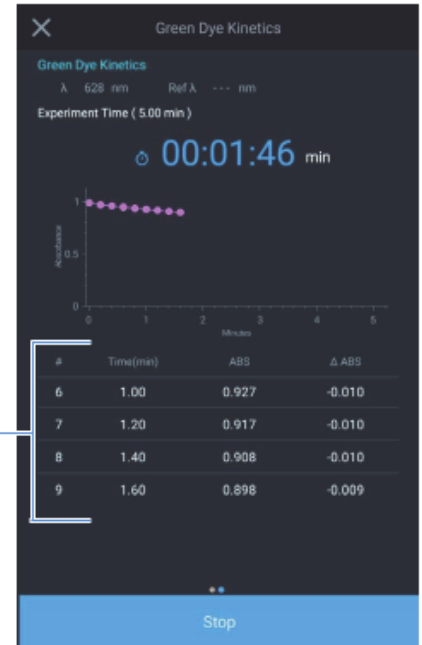 Green Dye Kinetics
Green Dye Kinetics
λ 628 nm Ref λ --- nm
Experiment Time ( 5.00 min )
00:01:46 min
1
Absorbance
0.5
0
0 1 2 3 4 5
Minutes
# Time(min) ABS Δ ABS
6 1.00 0.927 -0.010
7 1.20 0.917 -0.010
8 1.40 0.908 -0.010
9 1.60 0.898 -0.009
Stop